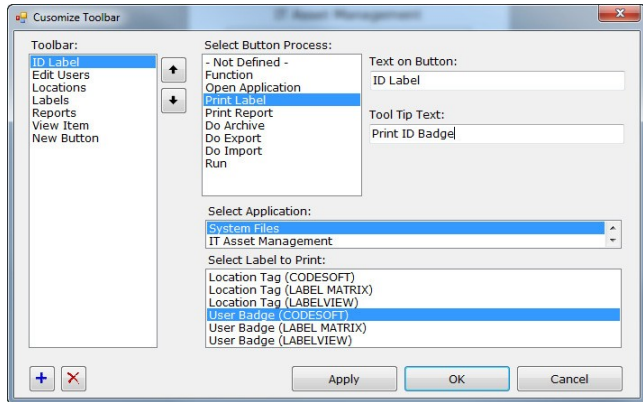 Cusomize Toolbar
IT Asset Management
Toolbar:
ID Label
Edit Users
Locations
Labels
Reports
View Item
New Button
Select Button Process:
- Not Defined -
Function
Open Application
Print Label
Print Report
Do Archive
Do Export
Do Import
Run
Text on Button:
ID Label
Tool Tip Text:
Print ID Badge
Select Application:
System Files
IT Asset Management
Select Label to Print:
Location Tag (CODESOFT)
Location Tag (LABEL MATRIX)
Location Tag (LABELVIEW)
User Badge (CODESOFT)
User Badge (LABEL MATRIX)
User Badge (LABELVIEW)
Apply
OK
Cancel